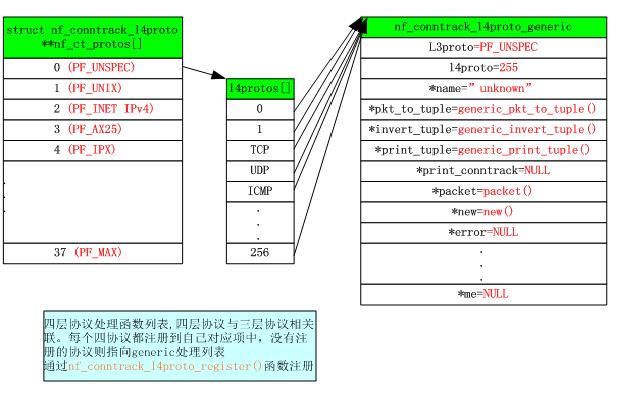 struct nf_conntrack_l4proto
**nf_ct_protos[]
0 (PF_UNSPEC)
1 (PF_UNIX)
2 (PF_INET IPv4)
3 (PF_AX25)
4 (PF_IPX)
.
.
.
37 (PF_MAX)
l4protos[]
0
1
TCP
UDP
ICMP
.
.
.
256
nf_conntrack_l4proto_generic
L3proto=PF_UNSPEC
l4proto=255
*name=”unknown”
*pkt_to_tuple=generic_pkt_to_tuple()
*invert_tuple=generic_invert_tuple()
*print_tuple=generic_print_tuple()
*print_conntrack=NULL
*packet=packet()
*new=new()
*error=NULL
.
.
.
*me=NULL
四层协议处理函数列表,四层协议与三层协议相关
联。每个四协议都注册到自己对应项中，没有注
册的协议则指向generic处理列表
通过nf_conntrack_l4proto_register()函数注册